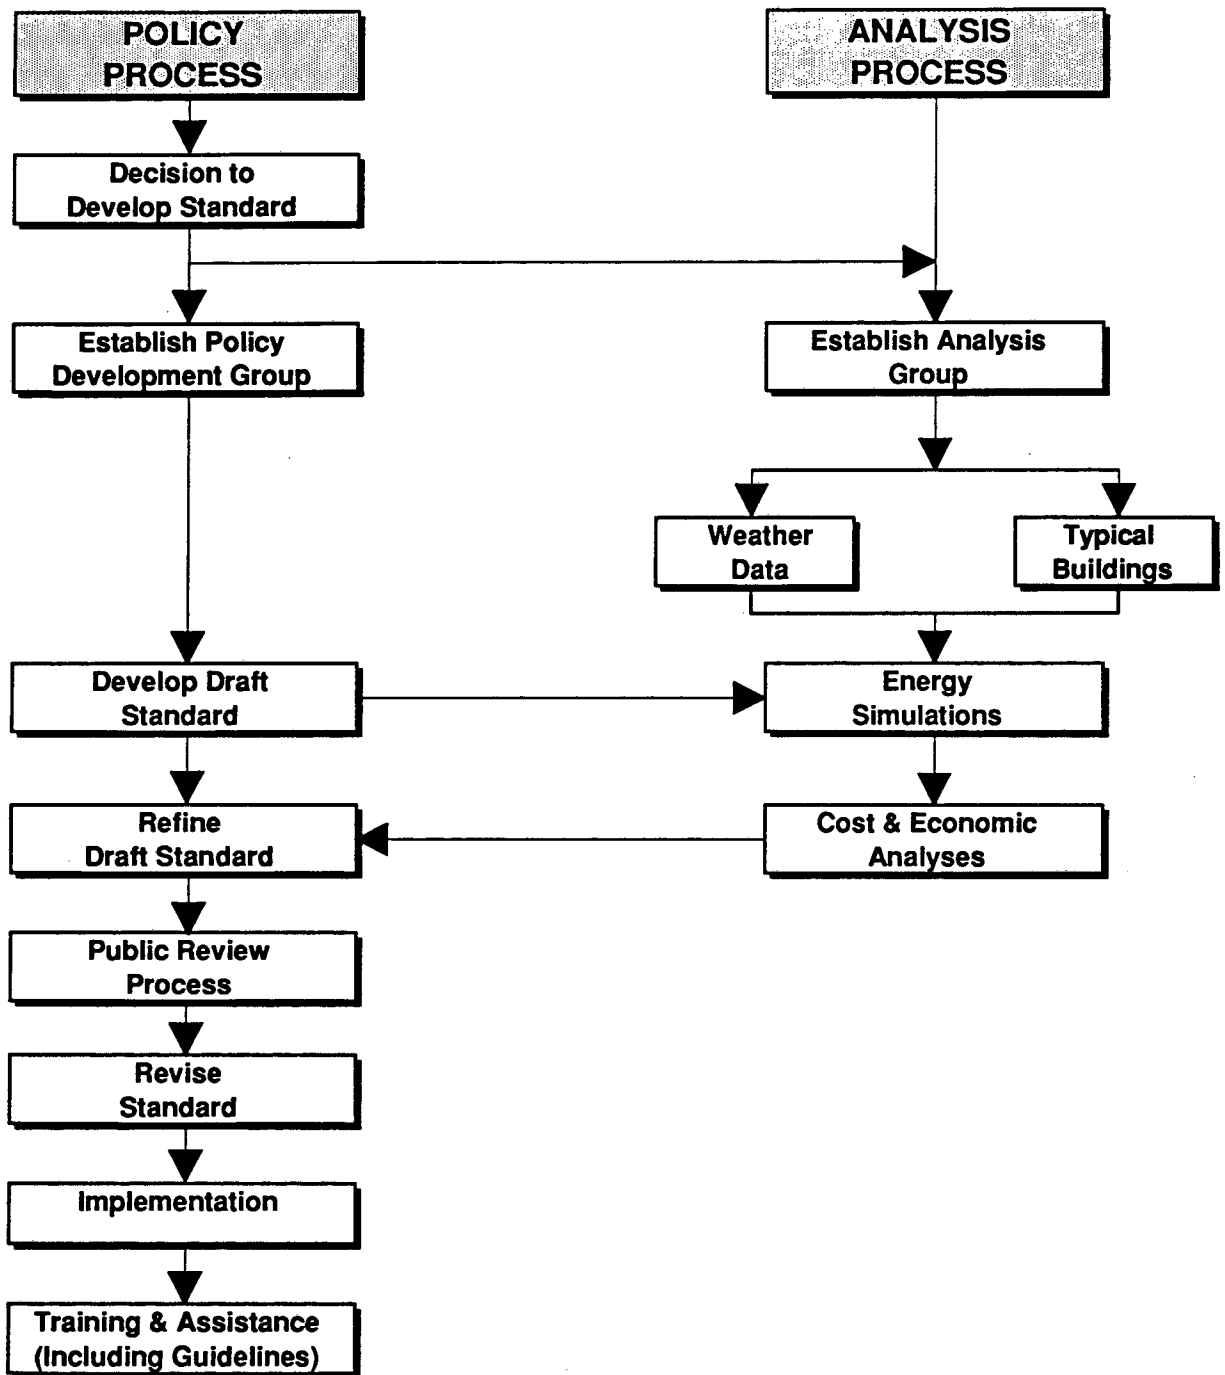 POLICY
PROCESS
ANALYSIS
PROCESS
Decision to
Develop Standard
Establish Policy
Development Group
Establish Analysis
Group
Weather
Data
Typical
Buildings
Develop Draft
Standard
Energy
Simulations
Refine
Draft Standard
Cost & Economic
Analyses
Public Review
Process
Revise
Standard
Implementation
Training & Assistance
(Including Guidelines)